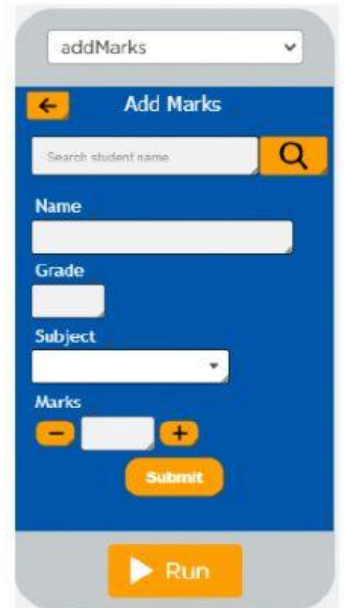 addMarks
Add Marks
Search student name
Name
Grade
Subject
Marks
Submit
Run